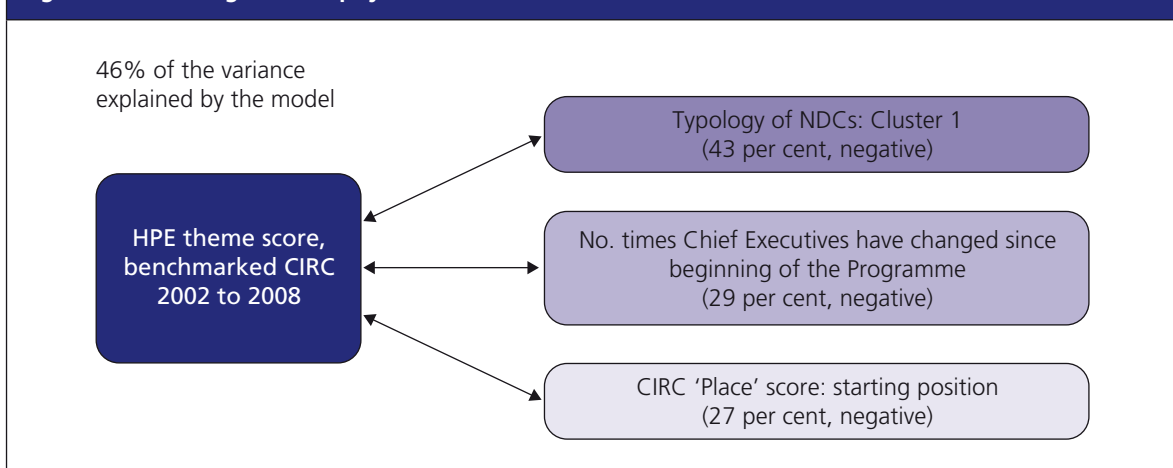 46% of the variance
explained by the model
Typology of NDCs: Cluster 1
(43 per cent, negative)
HPE theme score,
benchmarked CIRC
2002 to 2008
No. times Chief Executives have changed since
beginning of the Programme
(29 per cent, negative)
CIRC ‘Place’ score: starting position
(27 per cent, negative)